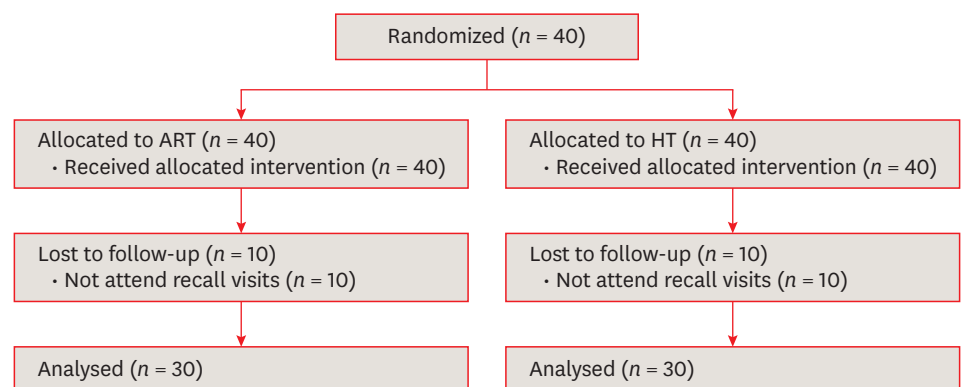 Randomized (n = 40)
Allocated to ART (n = 40)
· Received allocated intervention (n = 40)
Allocated to HT (n = 40)
· Received allocated intervention (n = 40)
Lost to follow-up (n = 10)
· Not attend recall visits (n = 10)
Lost to follow-up (n = 10)
· Not attend recall visits (n = 10)
Analysed (n = 30)
Analysed (n = 30)